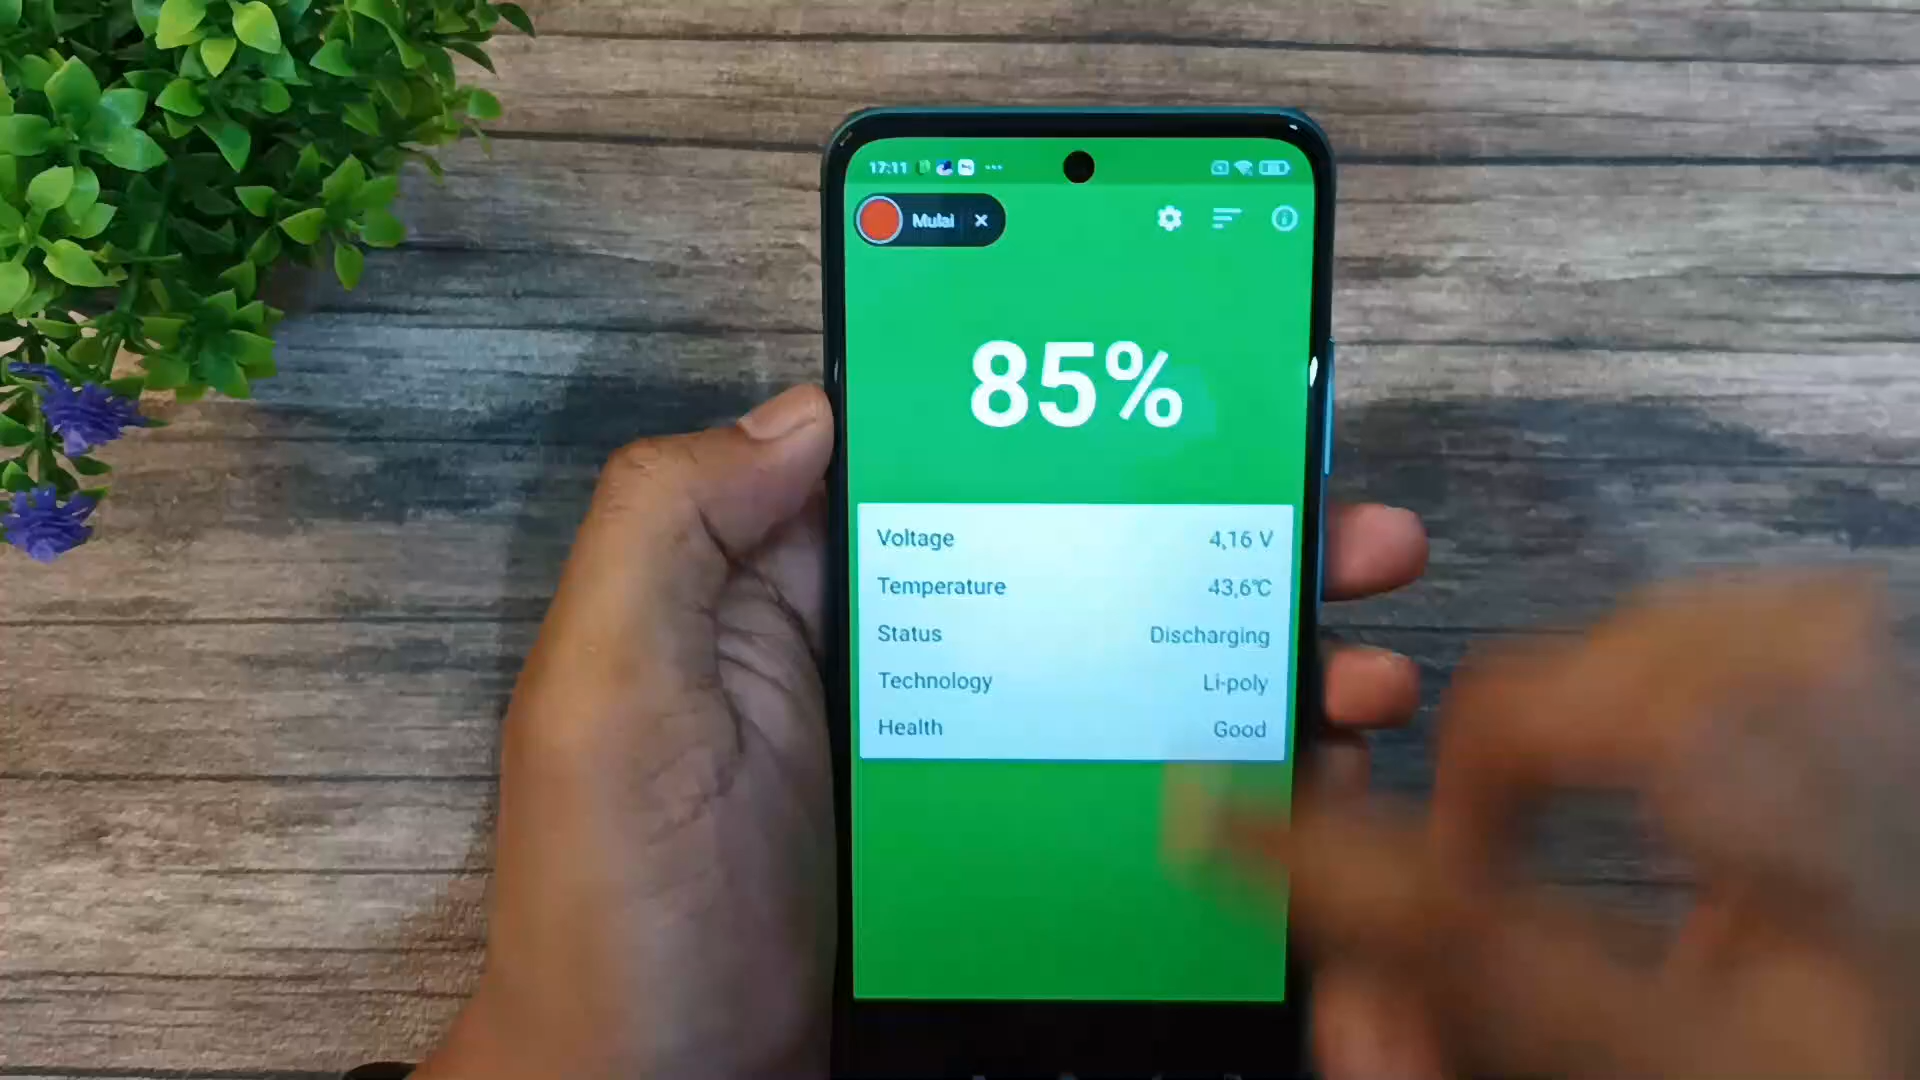 17:11
Mulai
85%
Voltage 4,16 V
Temperature 43,6℃
Status Discharging
Technology Li-poly
Health Good